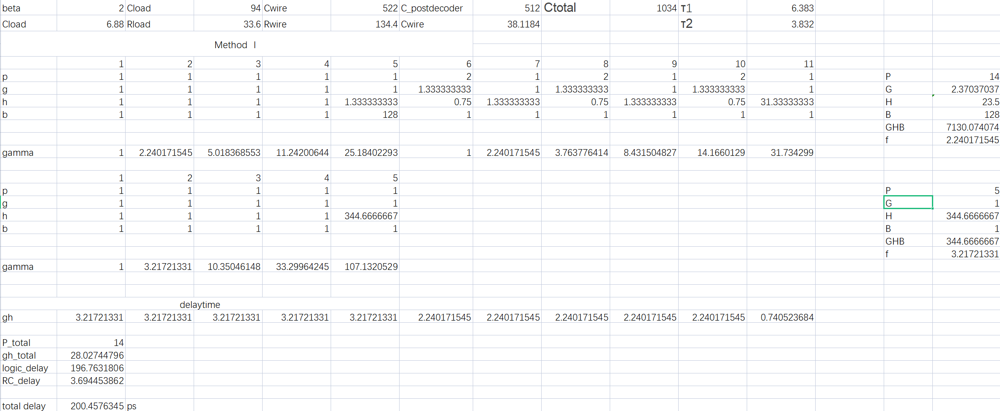 beta 2 Cload 94 Cwire 522 C_postdecoder 512 Ctotal 1034 τ1 6.383
Cload 6.88 Rload 33.6 Rwire 134.4 Cwire 38.1184 τ2 3.832
Method I
1 2 3 4 5 6 7 8 9 10 11
p 1 1 1 1 1 2 1 2 1 2 1 P 14
g 1 1 1 1 1 1.333333333 1 1.333333333 1 1.333333333 1 G 2.37037037
h 1 1 1 1 1.333333333 0.75 1.333333333 0.75 1.333333333 0.75 31.33333333 H 23.5
b 1 1 1 1 128 1 1 1 1 1 1 B 128
GHB 7130.074074
f 2.240171545
gamma 1 2.240171545 5.018368553 11.24200644 25.18402293 1 2.240171545 3.763776414 8.431504827 14.1660129 31.734299
1 2 3 4 5
p 1 1 1 1 1 P 5
g 1 1 1 1 1 G 1
h 1 1 1 1 344.6666667 H 344.6666667
b 1 1 1 1 1 B 1
GHB 344.6666667
f 3.21721331
gamma 1 3.21721331 10.35046148 33.29964245 107.1320529
delaytime
gh 3.21721331 3.21721331 3.21721331 3.21721331 3.21721331 2.240171545 2.240171545 2.240171545 2.240171545 2.240171545 0.740523684
P_total 14
gh_total 28.02744796
logic_delay 196.7631806
RC_delay 3.694453862
total delay 200.4576345 ps